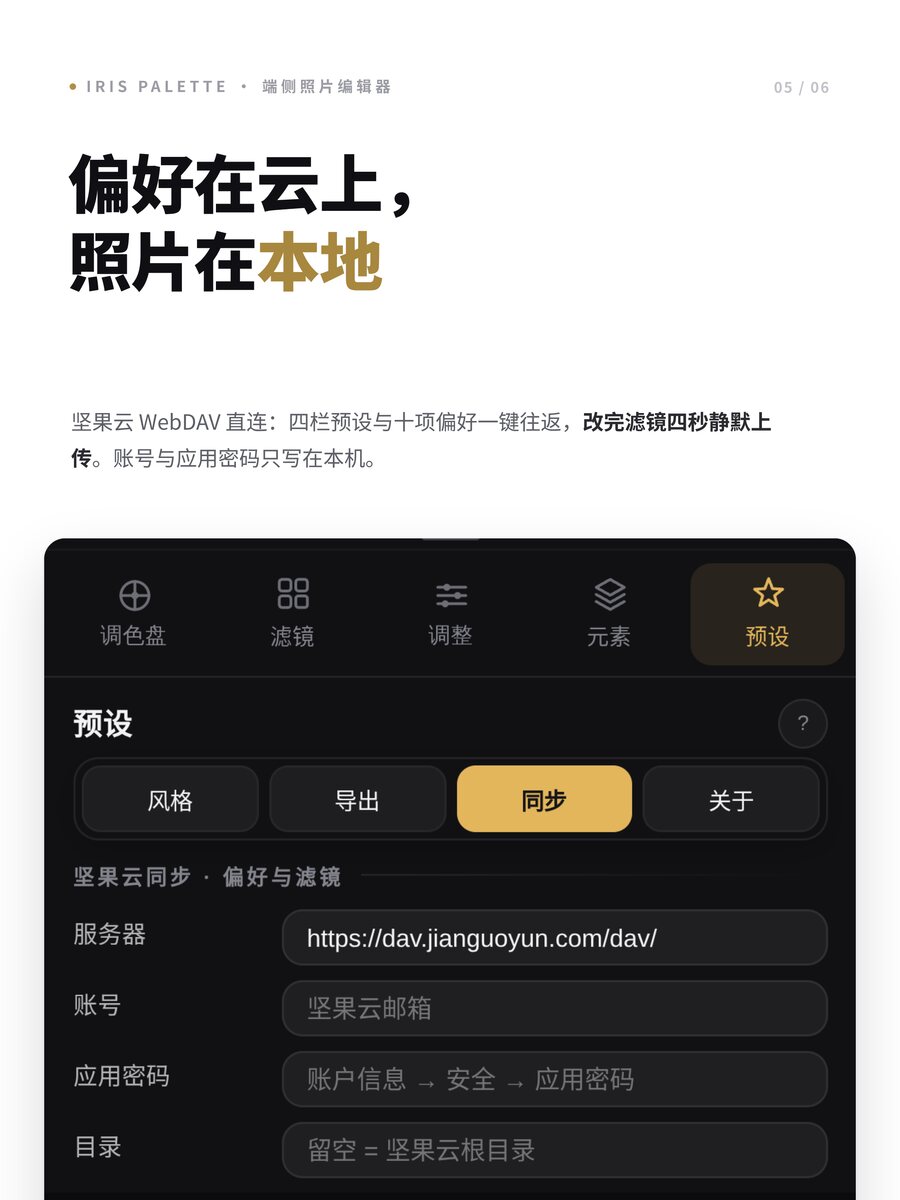 IRIS PALETTE · 端侧照片编辑器
05 / 06
偏好在云上，
照片在本地
坚果云 WebDAV 直连：四栏预设与十项偏好一键往返，改完滤镜四秒静默上
传。账号与应用密码只写在本机。
调色盘
滤镜
调整
元素
预设
预设
?
风格
导出
同步
关于
坚果云同步 · 偏好与滤镜
服务器
https://dav.jianguoyun.com/dav/
账号
坚果云邮箱
应用密码
账户信息 → 安全 → 应用密码
目录
留空 = 坚果云根目录